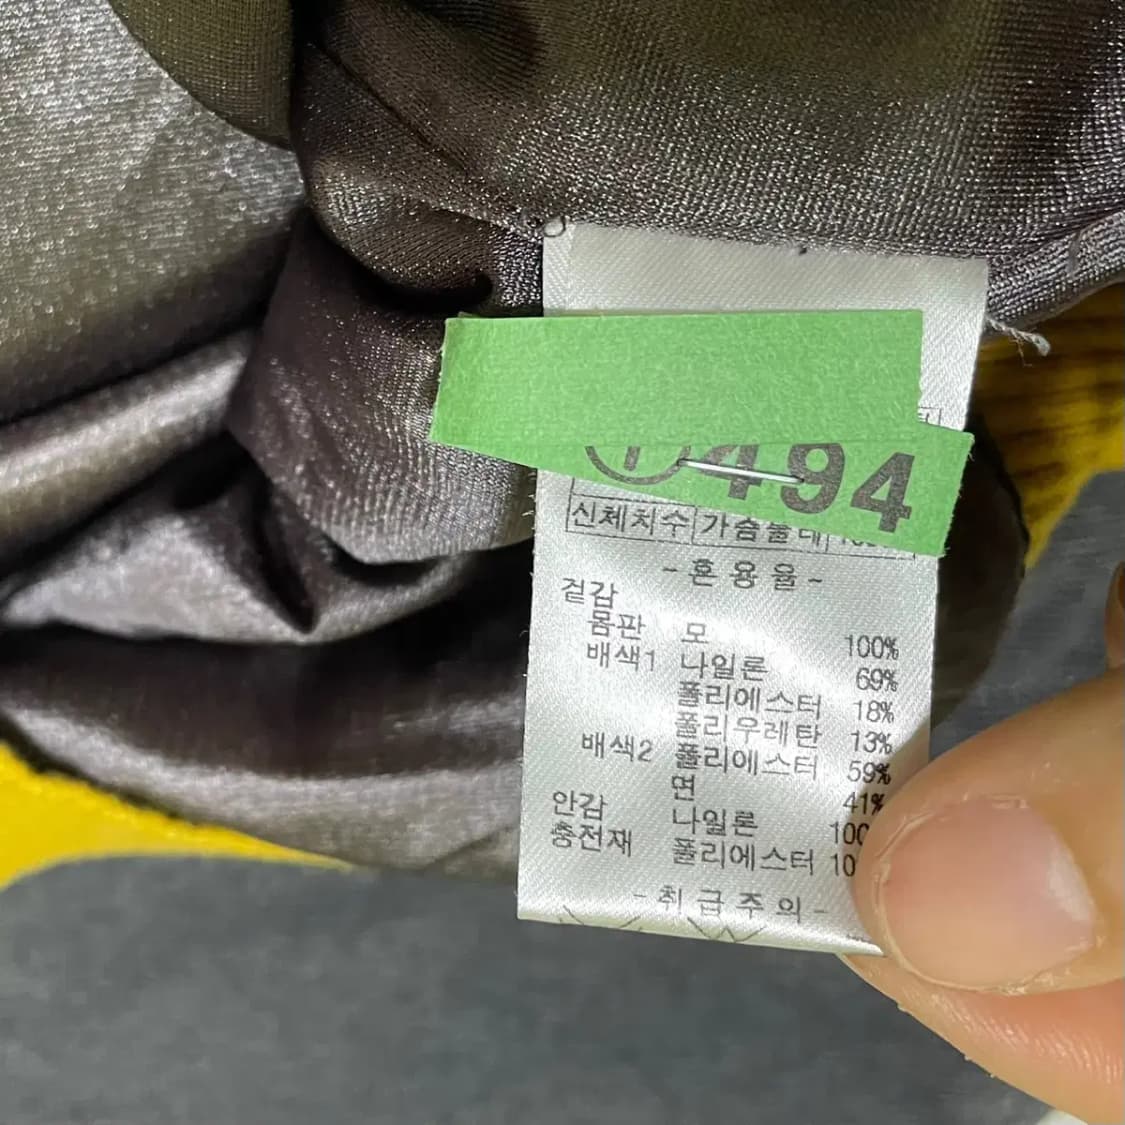 494
신체치수 가슴둘레
- 혼 용 율 -
겉감
몸판 모 100%
배색1 나일론 69%
폴리에스터 18%
폴리우레탄 13%
배색2 폴리에스터 59%
면 41%
안감 나일론 100
충전재 폴리에스터 10
- 취 급 주 의 -